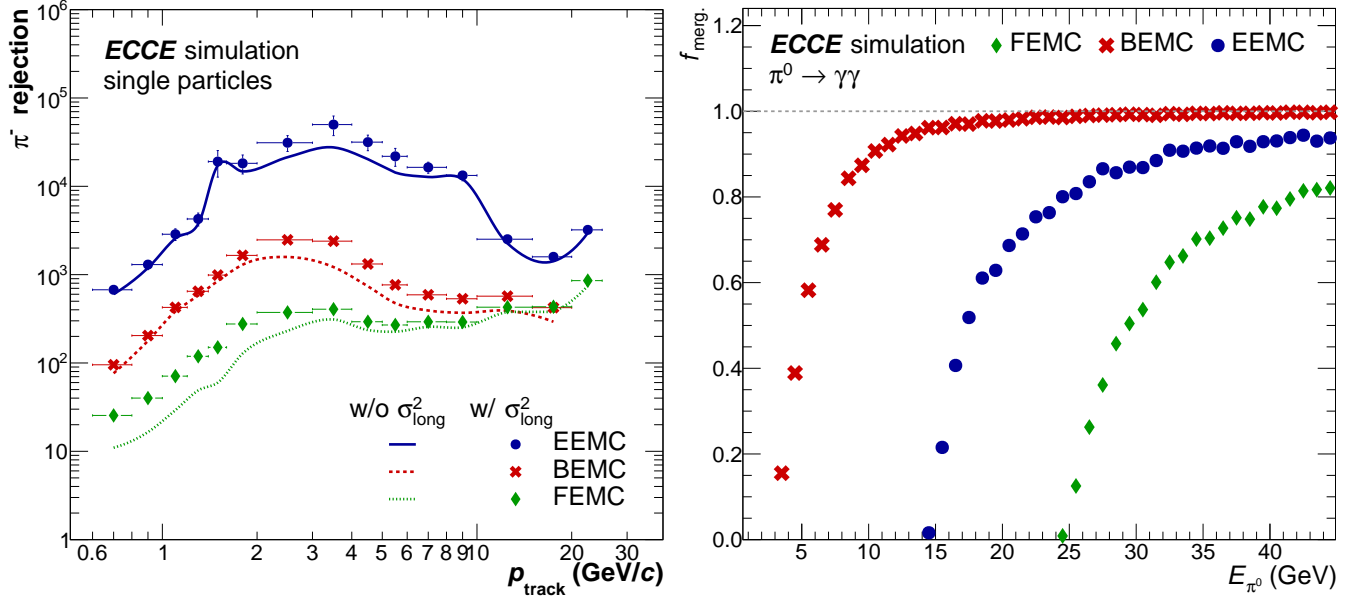 ECCE simulation
single particles
π⁻ rejection
10⁶
10⁵
10⁴
10³
10²
10
1
w/o σ²long w/ σ²long
EEMC
BEMC
FEMC
0.6 1 2 3 4 5 6 7 8 9 10 20 30
p_track (GeV/c)
ECCE simulation FEMC BEMC EEMC
π⁰ → γγ
f_merg.
1.2
1.0
0.8
0.6
0.4
0.2
0.0
5 10 15 20 25 30 35 40
E_π⁰ (GeV)